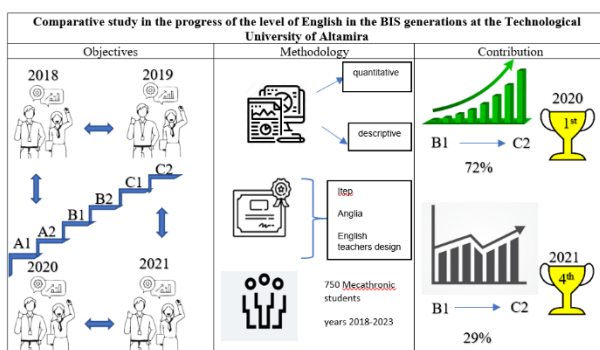 Comparative study in the progress of the level of English in the BIS generations at the Technological
University of Altamira
Objectives
Methodology
Contribution
2018
2019
A1
A2
B1
B2
C1
C2
2020
2021
quantitative
descriptive
Itep
Anglia
English
teachers design
750 Mecathronic
students
years 2018-2023
2020
1st
B1
C2
72%
2021
4th
B1
C2
29%